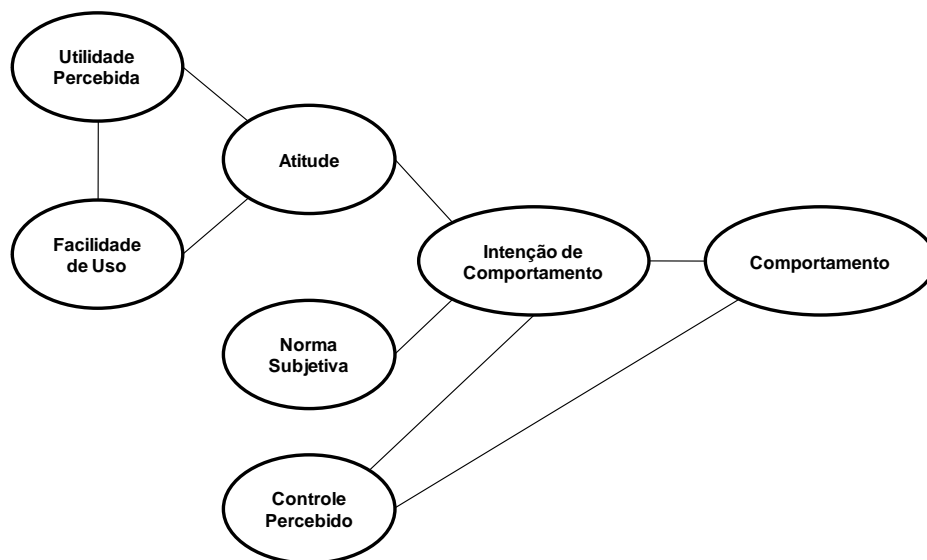 Utilidade
Percebida
Atitude
Facilidade
de Uso
Intenção de
Comportamento
Comportamento
Norma
Subjetiva
Controle
Percebido